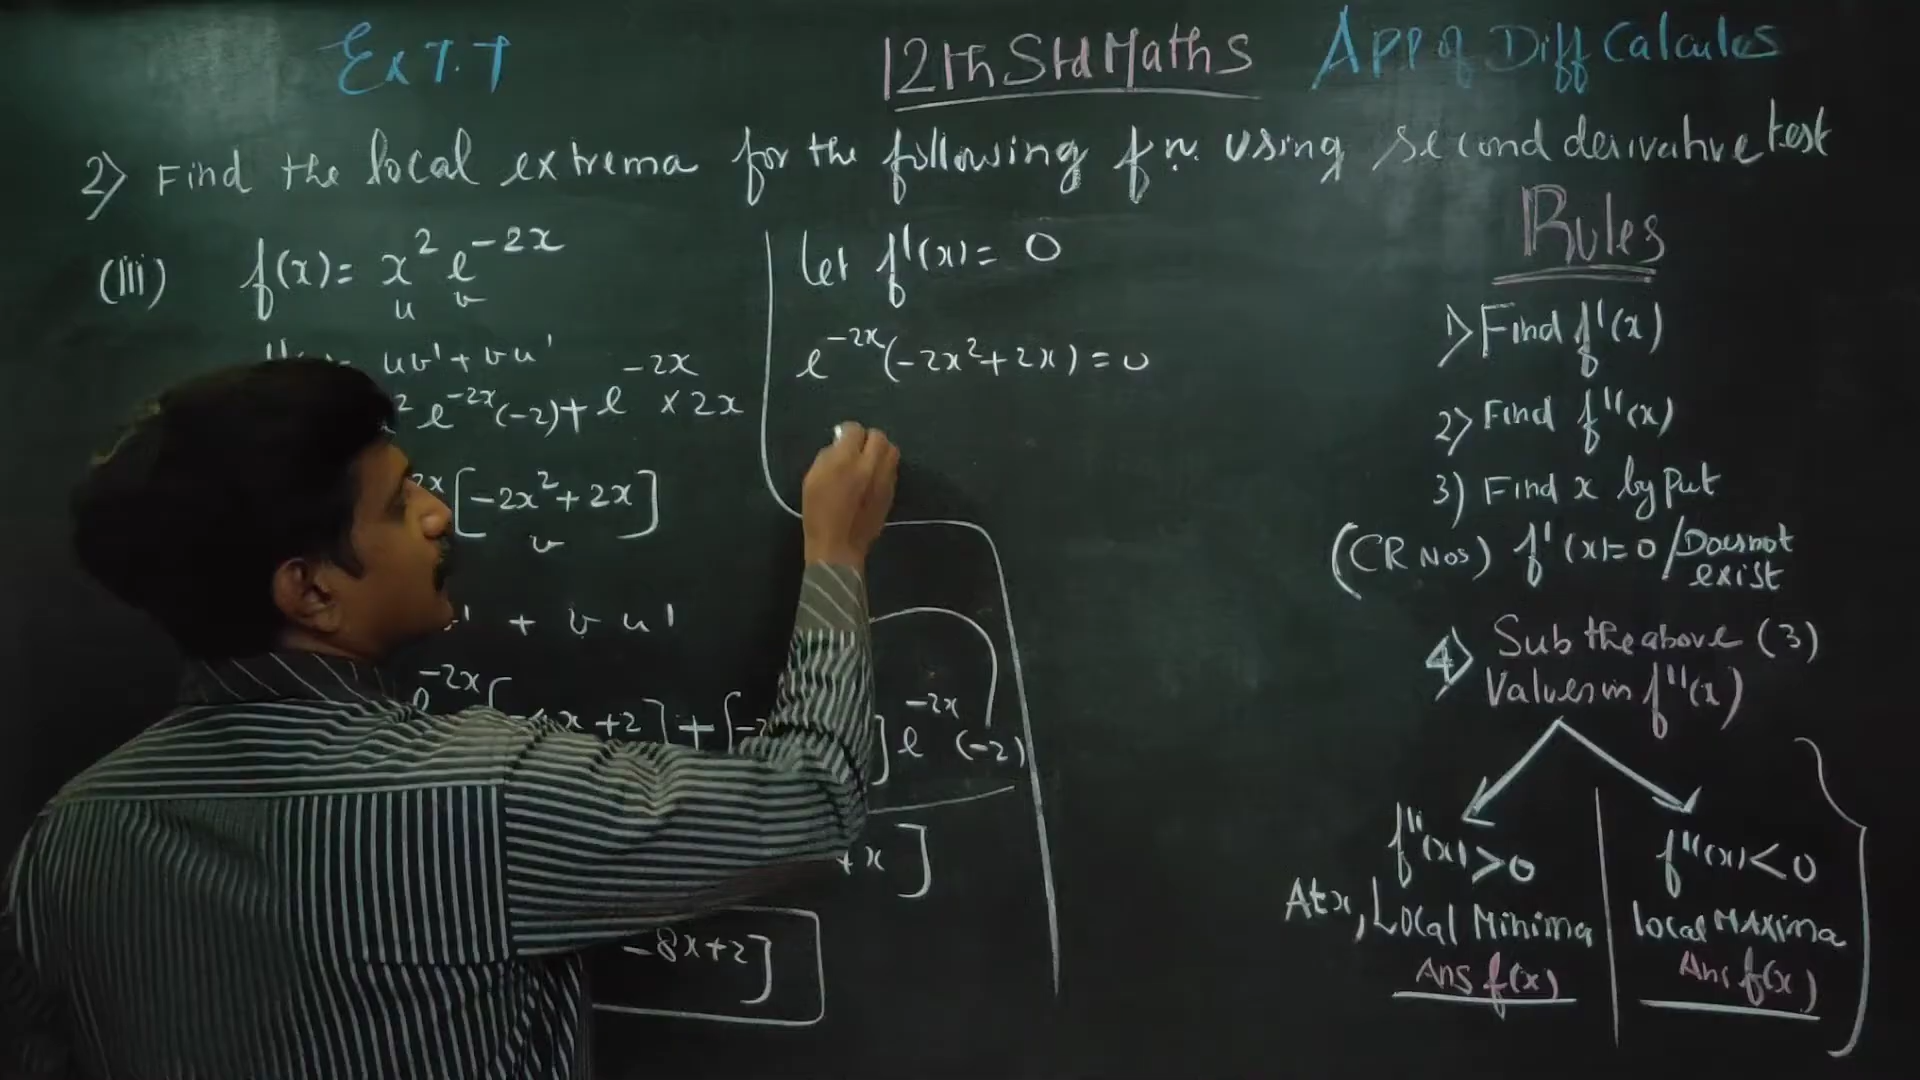 Ex 7.7
12th Std Maths
App of Diff Calculus
2) Find the local extrema for the following fn. using second derivative test
(iii) f(x) = x² e^-2x
u v
uv' + vu'
² e^-2x (-2) + e^-2x × 2x
2x [-2x² + 2x]
v
' + v u'
e^-2x [-4x + 2] + [-2 ] e^-2x (-2)
+x ]
-8x+2]
Let f'(x) = 0
e^-2x (-2x² + 2x) = 0
Rules
1) Find f'(x)
2) Find f''(x)
3) Find x by Put
(CR Nos) f'(x)=0 / Does not exist
4) Sub the above (3)
Values in f''(x)
f''(x) > 0
At x, Local Minima
Ans f(x)
f''(x) < 0
Local Maxima
Ans f(x)